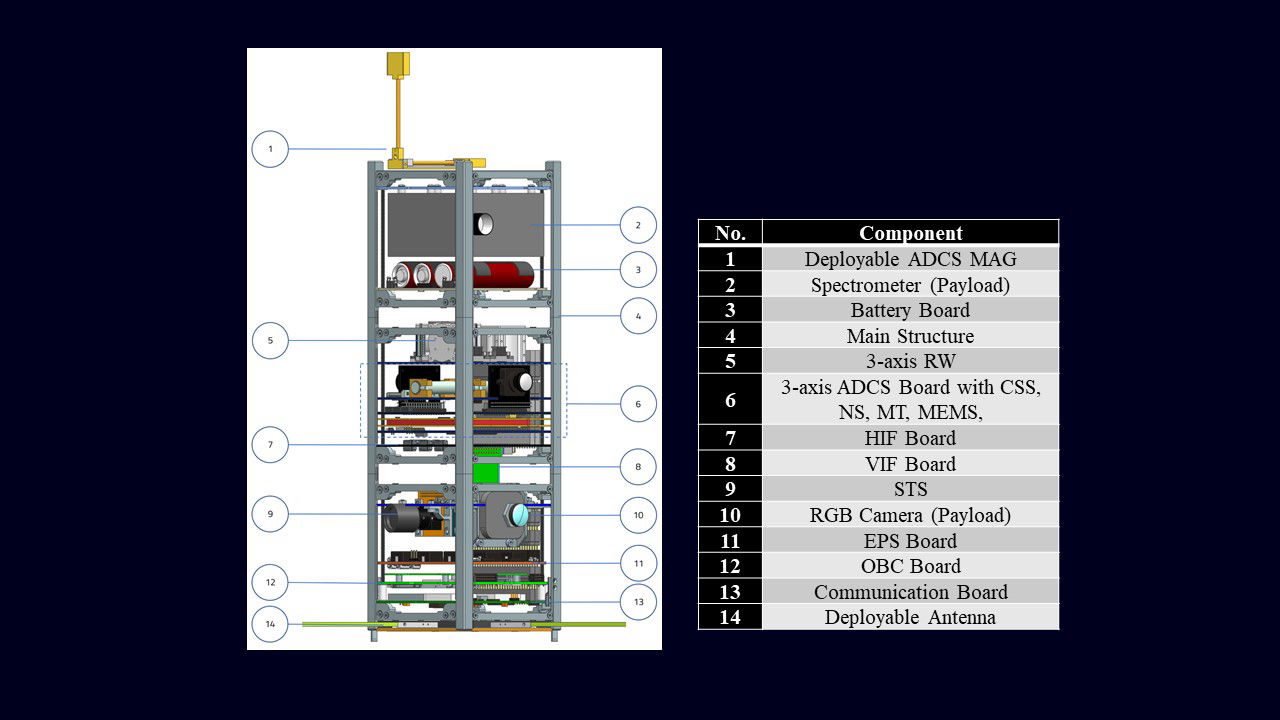 1
2
3
4
5
6
7
8
9
10
11
12
13
14
No. Component
1 Deployable ADCS MAG
2 Spectrometer (Payload)
3 Battery Board
4 Main Structure
5 3-axis RW
6 3-axis ADCS Board with CSS,
NS, MT, MEMS,
7 HIF Board
8 VIF Board
9 STS
10 RGB Camera (Payload)
11 EPS Board
12 OBC Board
13 Communication Board
14 Deployable Antenna